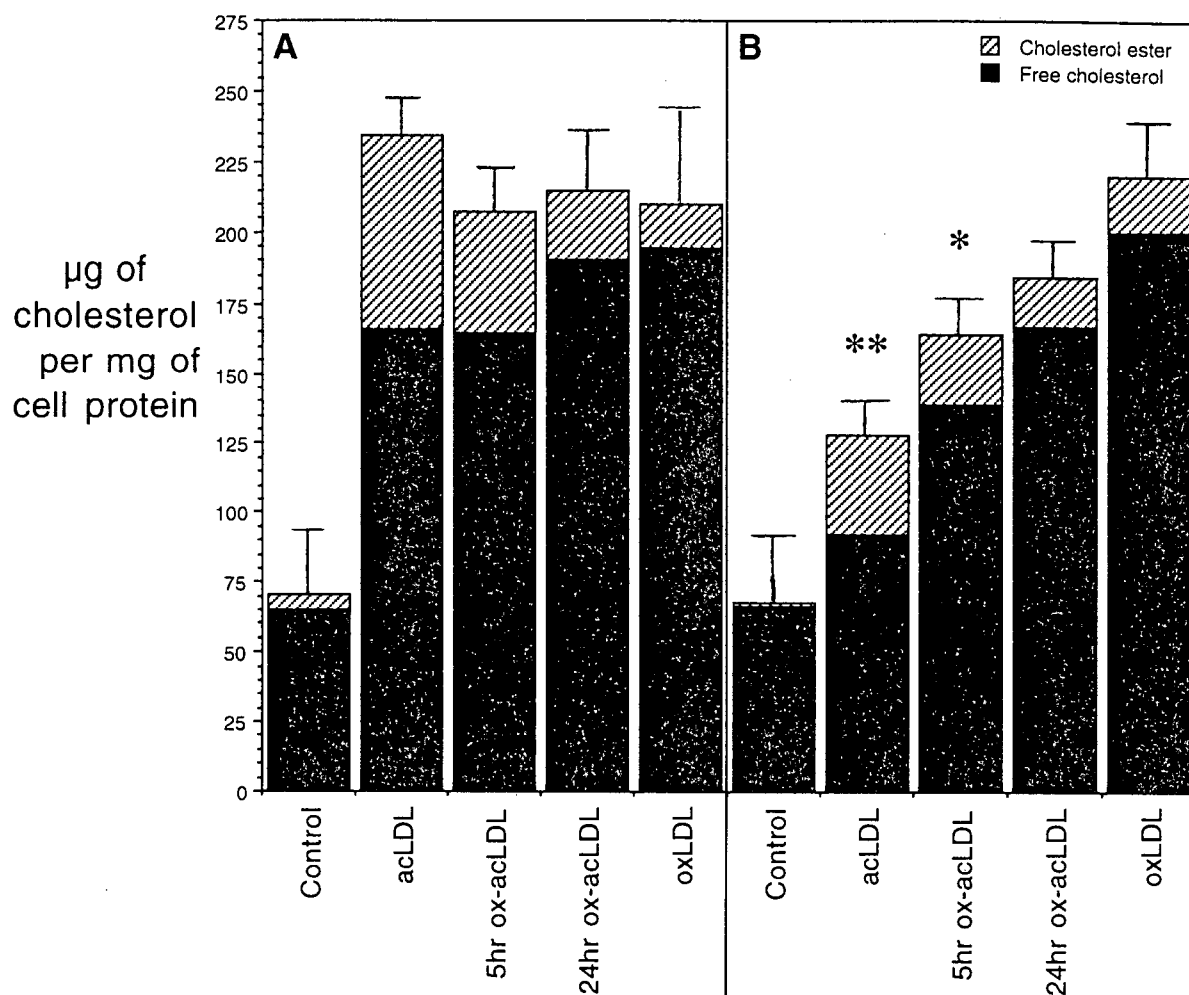 A
B
Cholesterol ester
Free cholesterol
µg of
cholesterol
per mg of
cell protein
275
250
225
200
175
150
125
100
75
50
25
0
**
*
Control
acLDL
5hr ox-acLDL
24hr ox-acLDL
oxLDL
Control
acLDL
5hr ox-acLDL
24hr ox-acLDL
oxLDL